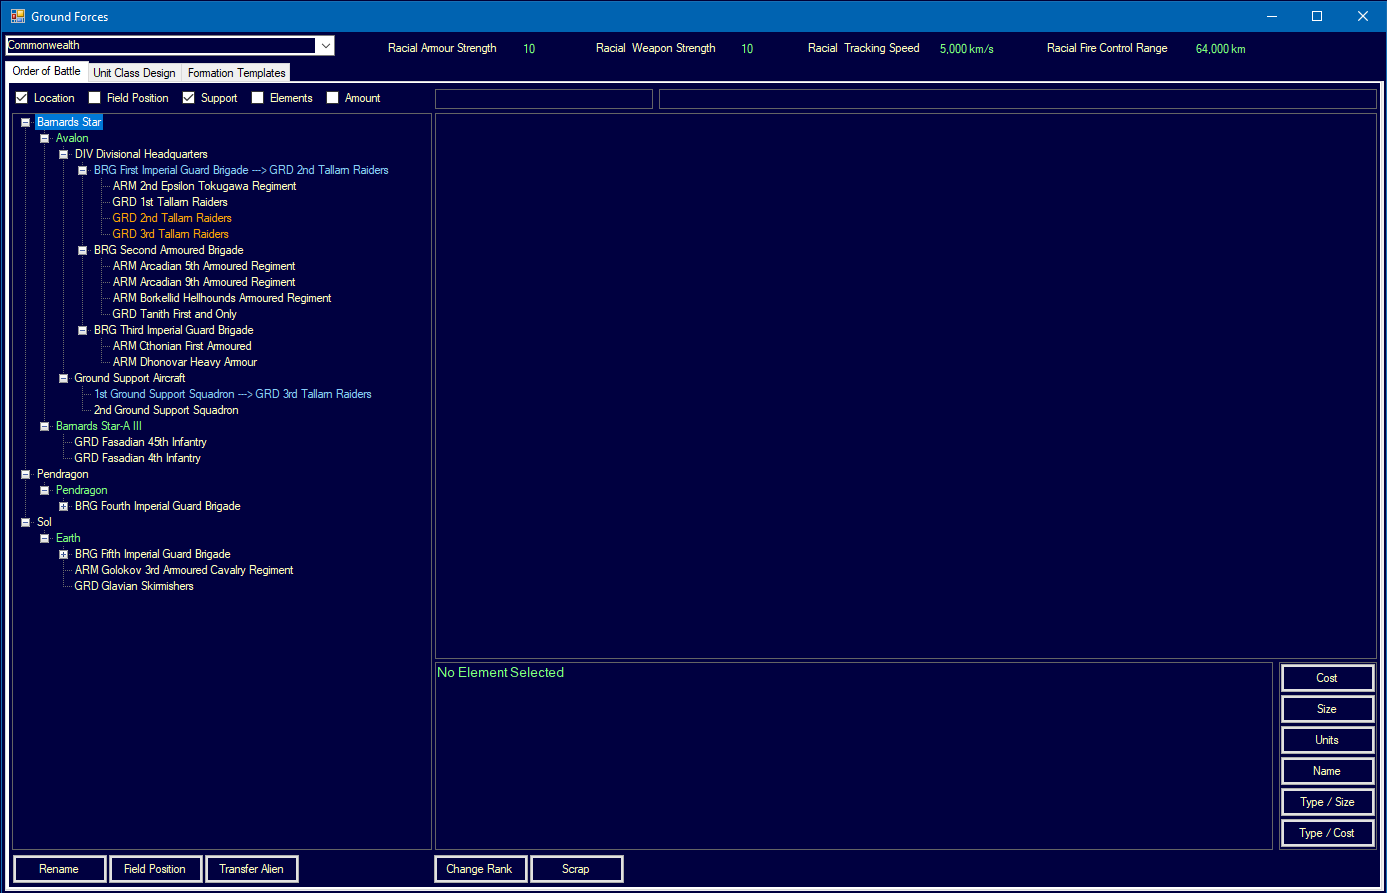 Ground Forces
Commonwealth
Racial Armour Strength 10 Racial Weapon Strength 10 Racial Tracking Speed 5,000 km/s Racial Fire Control Range 64,000 km
Order of Battle Unit Class Design Formation Templates
Location Field Position Support Elements Amount
Barnards Star
Avalon
DIV Divisional Headquarters
BRG First Imperial Guard Brigade ---> GRD 2nd Tallarn Raiders
ARM 2nd Epsilon Tokugawa Regiment
GRD 1st Tallarn Raiders
GRD 2nd Tallarn Raiders
GRD 3rd Tallarn Raiders
BRG Second Armoured Brigade
ARM Arcadian 5th Armoured Regiment
ARM Arcadian 9th Armoured Regiment
ARM Borkellid Hellhounds Armoured Regiment
GRD Tanith First and Only
BRG Third Imperial Guard Brigade
ARM Cthonian First Armoured
ARM Dhonovar Heavy Armour
Ground Support Aircraft
1st Ground Support Squadron ---> GRD 3rd Tallarn Raiders
2nd Ground Support Squadron
Barnards Star-A III
GRD Fasadian 45th Infantry
GRD Fasadian 4th Infantry
Pendragon
Pendragon
BRG Fourth Imperial Guard Brigade
Sol
Earth
BRG Fifth Imperial Guard Brigade
ARM Golokov 3rd Armoured Cavalry Regiment
GRD Glavian Skirmishers
No Element Selected
Cost
Size
Units
Name
Type / Size
Type / Cost
Rename Field Position Transfer Alien Change Rank Scrap